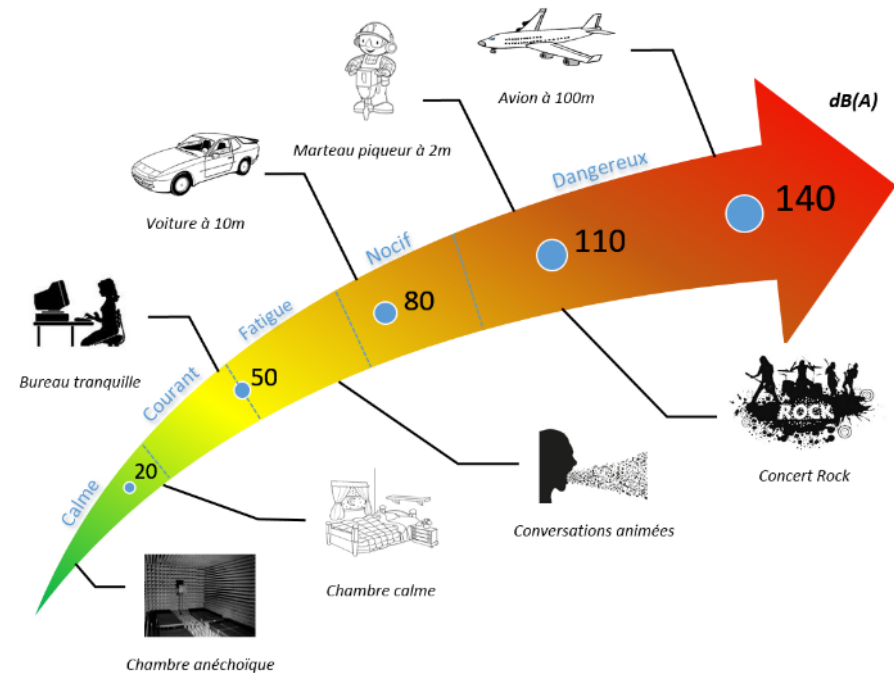 dB(A)
Avion à 100m
Marteau piqueur à 2m
Dangereux
140
Voiture à 10m
Nocif
110
80
Fatigue
Bureau tranquille
50
Courant
ROCK
Concert Rock
20
Calme
Conversations animées
Chambre calme
Chambre anéchoïque